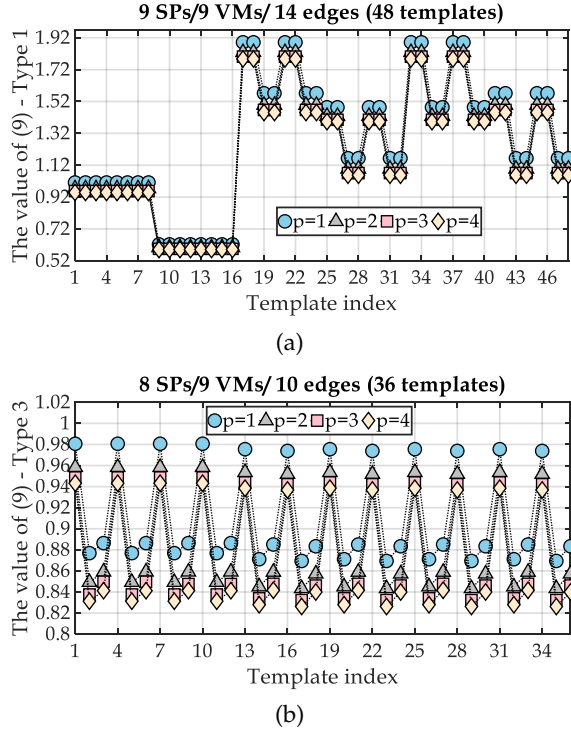 9 SPs/9 VMs/ 14 edges (48 templates)
The value of (9) - Type 1
1.92
1.72
1.52
1.32
1.12
0.92
0.72
0.52
p=1 p=2 p=3 p=4
1 4 7 10 13 16 19 22 25 28 31 34 37 40 43 46
Template index
(a)
8 SPs/9 VMs/ 10 edges (36 templates)
The value of (9) - Type 3
1.02
1
0.98
0.96
0.94
0.92
0.9
0.88
0.86
0.84
0.82
0.8
p=1 p=2 p=3 p=4
1 4 7 10 13 16 19 22 25 28 31 34
Template index
(b)